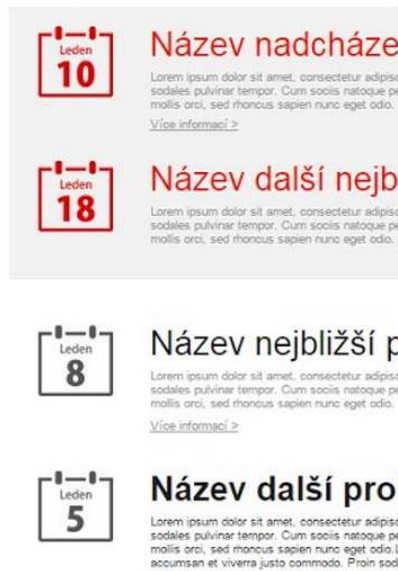 Leden
10
Název nadcháze
Lorem ipsum dolor sit amet, consectetur adipisc
sodales pulvinar tempor. Cum sociis natoque pe
mollis orci, sed rhoncus sapien nunc eget odio.
Více informací >
Leden
18
Název další nejb
Lorem ipsum dolor sit amet, consectetur adipisc
sodales pulvinar tempor. Cum sociis natoque pe
mollis orci, sed rhoncus sapien nunc eget odio.
Leden
8
Název nejbližší p
Lorem ipsum dolor sit amet, consectetur adipisc
sodales pulvinar tempor. Cum sociis natoque pe
mollis orci, sed rhoncus sapien nunc eget odio.
Více informací >
Leden
5
Název další pro
Lorem ipsum dolor sit amet, consectetur adipisc
sodales pulvinar tempor. Cum sociis natoque pe
mollis orci, sed rhoncus sapien nunc eget odio.L
accumsan et viverra justo commodo. Proin sod